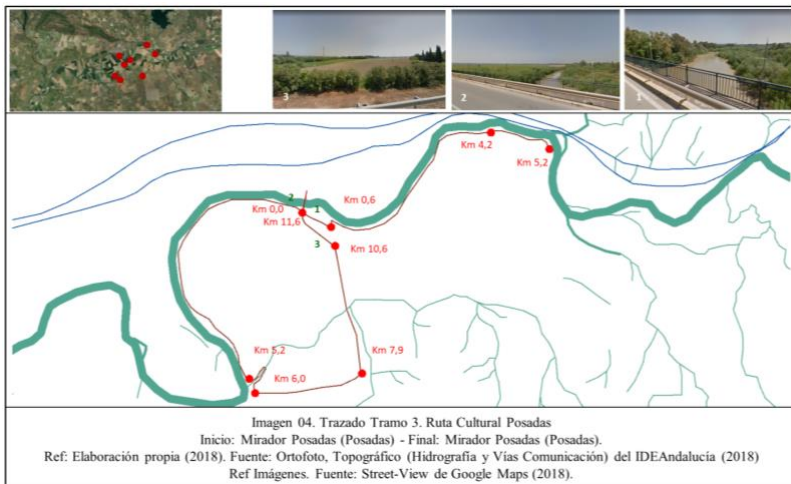 3
2
1
Km 4,2
Km 5,2
2
Km 0,6
Km 0,0
1
Km 11,6
3
Km 10,6
Km 5,2
Km 7,9
Km 6,0
Imagen 04. Trazado Tramo 3. Ruta Cultural Posadas
Inicio: Mirador Posadas (Posadas) - Final: Mirador Posadas (Posadas).
Ref: Elaboración propia (2018). Fuente: Ortofoto, Topográfico (Hidrografía y Vías Comunicación) del IDEAndalucía (2018)
Ref Imágenes. Fuente: Street-View de Google Maps (2018).